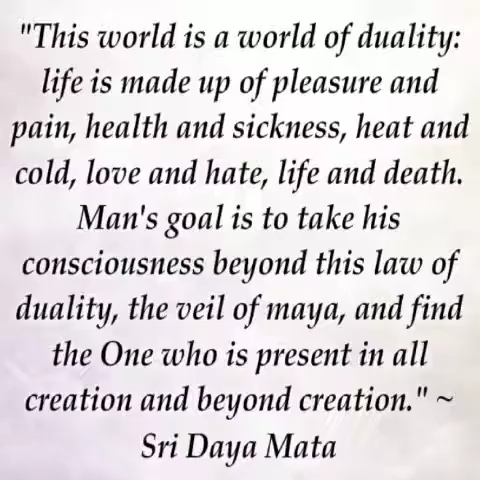 "This world is a world of duality:
life is made up of pleasure and
pain, health and sickness, heat and
cold, love and hate, life and death.
Man's goal is to take his
consciousness beyond this law of
duality, the veil of maya, and find
the One who is present in all
creation and beyond creation." ~
Sri Daya Mata